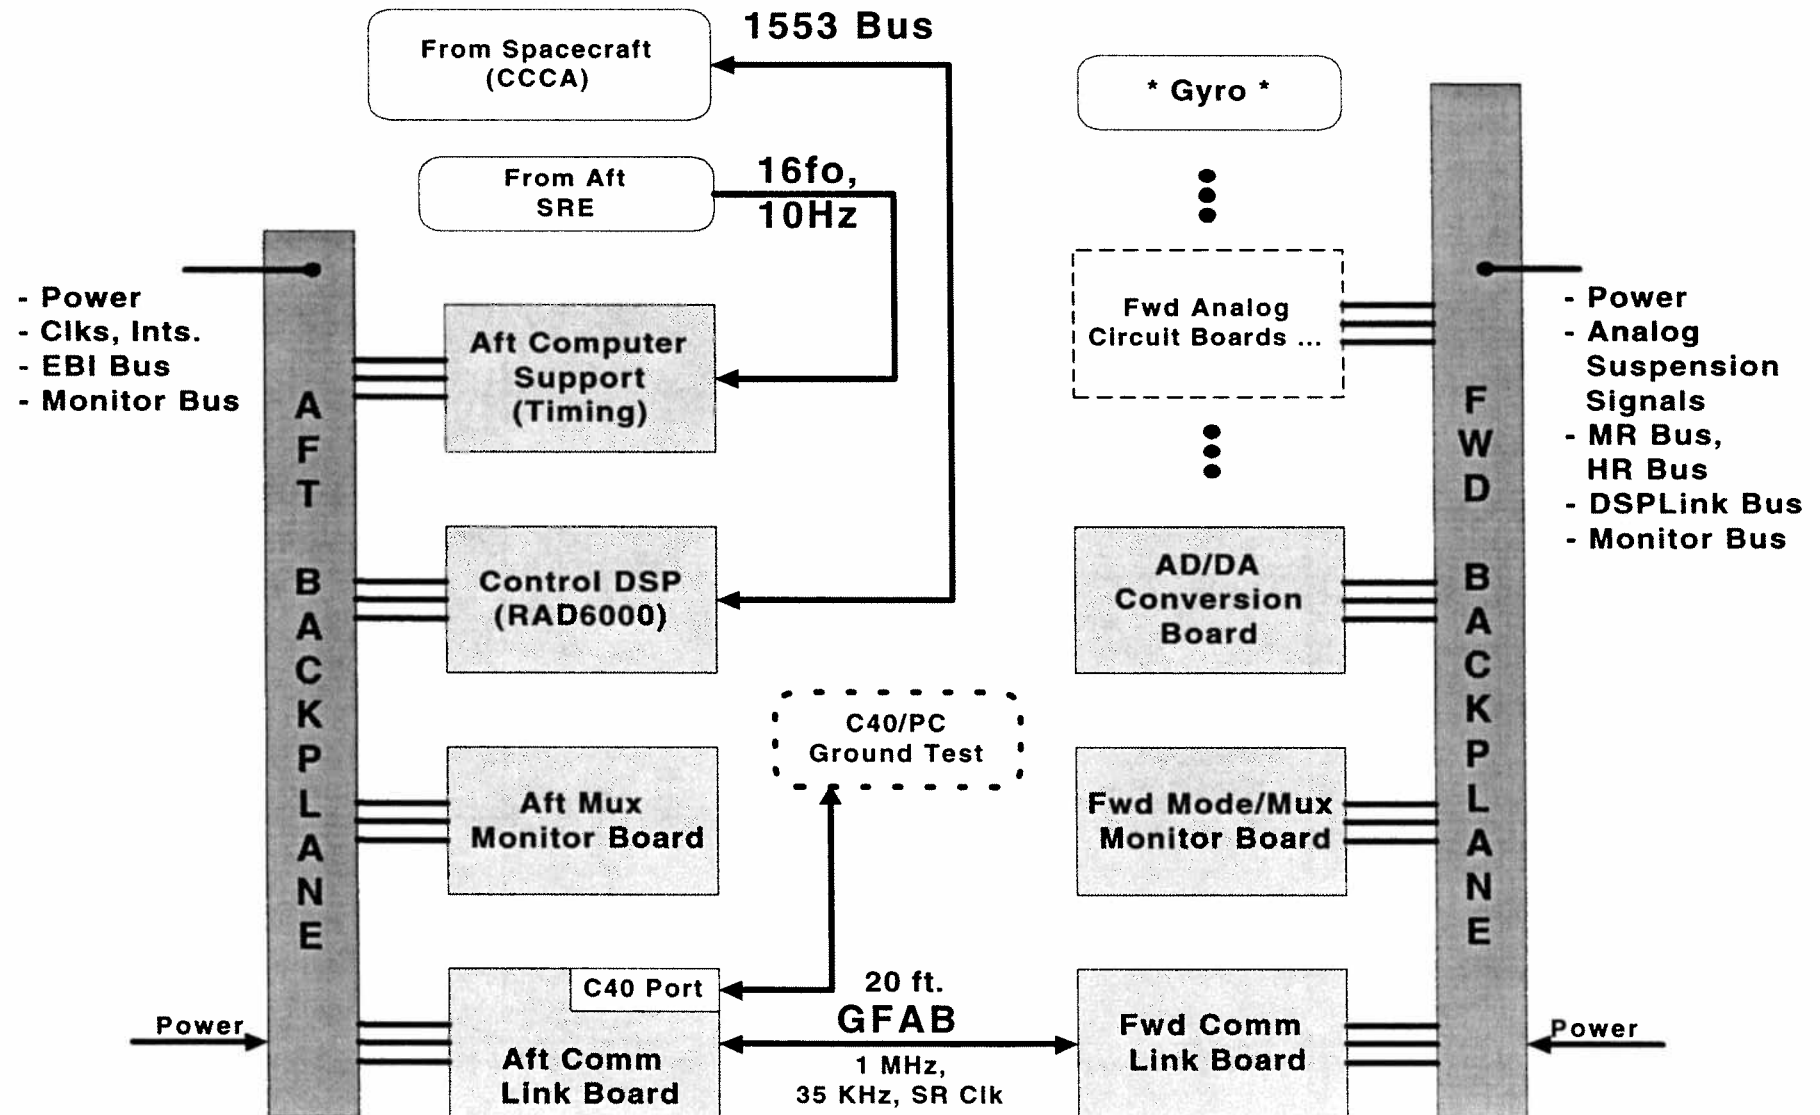 1553 Bus
From Spacecraft
(CCCA)
* Gyro *
From Aft
SRE
16fo,
10Hz
- Power
- Clks, Ints.
- EBI Bus
- Monitor Bus
AFT BACKPLANE
Aft Computer
Support
(Timing)
Fwd Analog
Circuit Boards ...
FWD BACKPLANE
- Power
- Analog
Suspension
Signals
- MR Bus,
HR Bus
- DSPLink Bus
- Monitor Bus
Control DSP
(RAD6000)
AD/DA
Conversion
Board
C40/PC
Ground Test
Aft Mux
Monitor Board
Fwd Mode/Mux
Monitor Board
C40 Port
Aft Comm
Link Board
20 ft.
GFAB
1 MHz,
35 KHz, SR Clk
Fwd Comm
Link Board
Power
Power